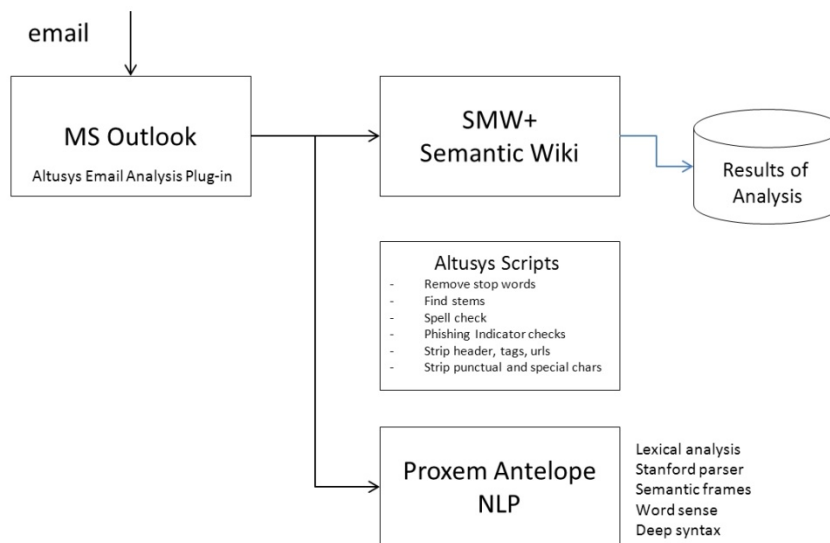 email
MS Outlook
Altusys Email Analysis Plug-in
SMW+
Semantic Wiki
Results of
Analysis
Altusys Scripts
- Remove stop words
- Find stems
- Spell check
- Phishing Indicator checks
- Strip header, tags, urls
- Strip punctual and special chars
Proxem Antelope
NLP
Lexical analysis
Stanford parser
Semantic frames
Word sense
Deep syntax